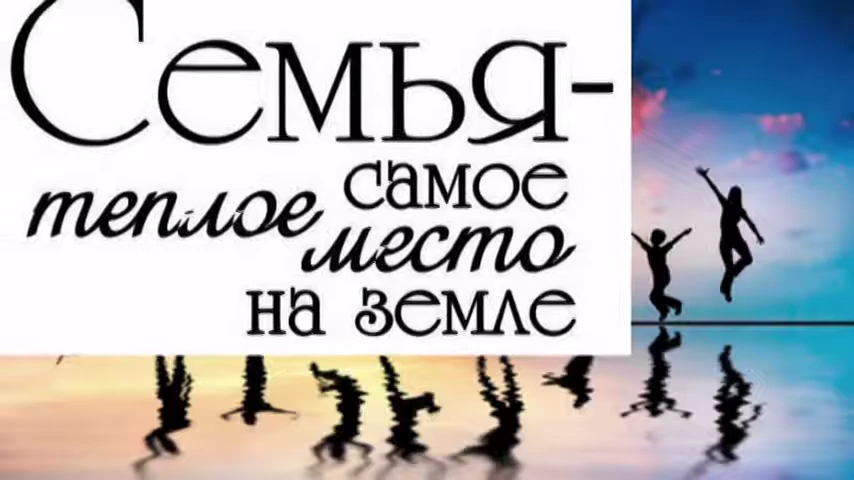 Семья-
самое
теплое
место
на земле